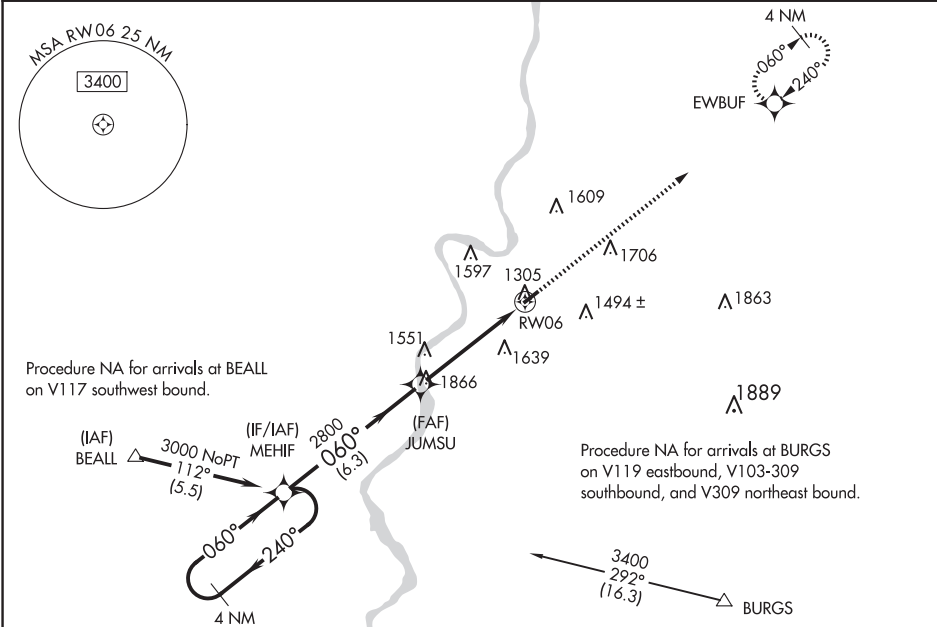 MSA RW06 25 NM
3400
4 NM
060°
240°
EWBUF
1609
1597
1305
1706
RW06
1494 ±
1863
1551
1639
1866
1889
Procedure NA for arrivals at BEALL
on V117 southwest bound.
(FAF)
JUMSU
(IAF)
BEALL
3000 NoPT
112°
(5.5)
(IF/IAF)
MEHIF
2800
060°
(6.3)
060°
240°
4 NM
Procedure NA for arrivals at BURGS
on V119 eastbound, V103-309
southbound, and V309 northeast bound.
3400
292°
(16.3)
BURGS